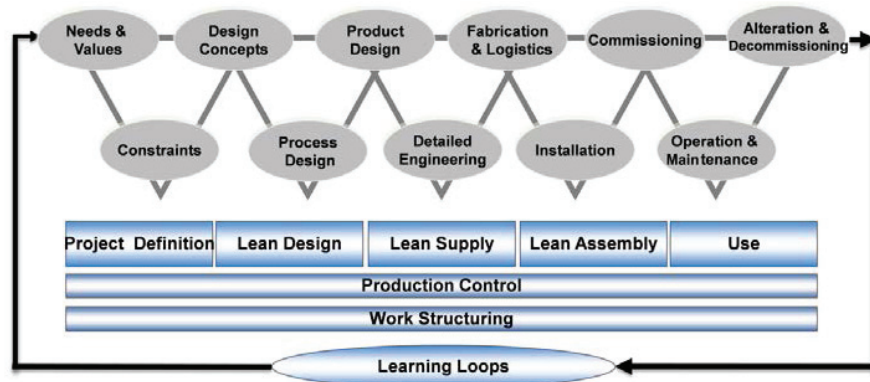 Needs &
Values
Design
Concepts
Product
Design
Fabrication
& Logistics
Commissioning
Alteration &
Decommissioning
Constraints
Process
Design
Detailed
Engineering
Installation
Operation &
Maintenance
Project Definition
Lean Design
Lean Supply
Lean Assembly
Use
Production Control
Work Structuring
Learning Loops